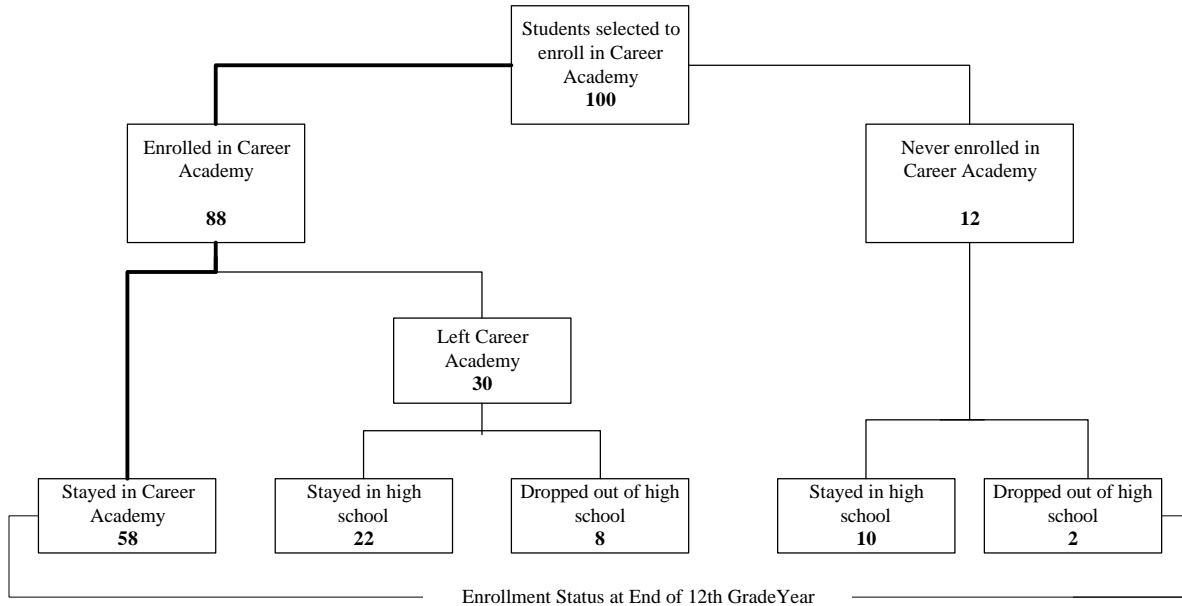 Students selected to
enroll in Career
Academy
100
Enrolled in Career
Academy
88
Never enrolled in
Career Academy
12
Left Career
Academy
30
Stayed in Career
Academy
58
Stayed in high
school
22
Dropped out of high
school
8
Stayed in high
school
10
Dropped out of high
school
2
Enrollment Status at End of 12th GradeYear